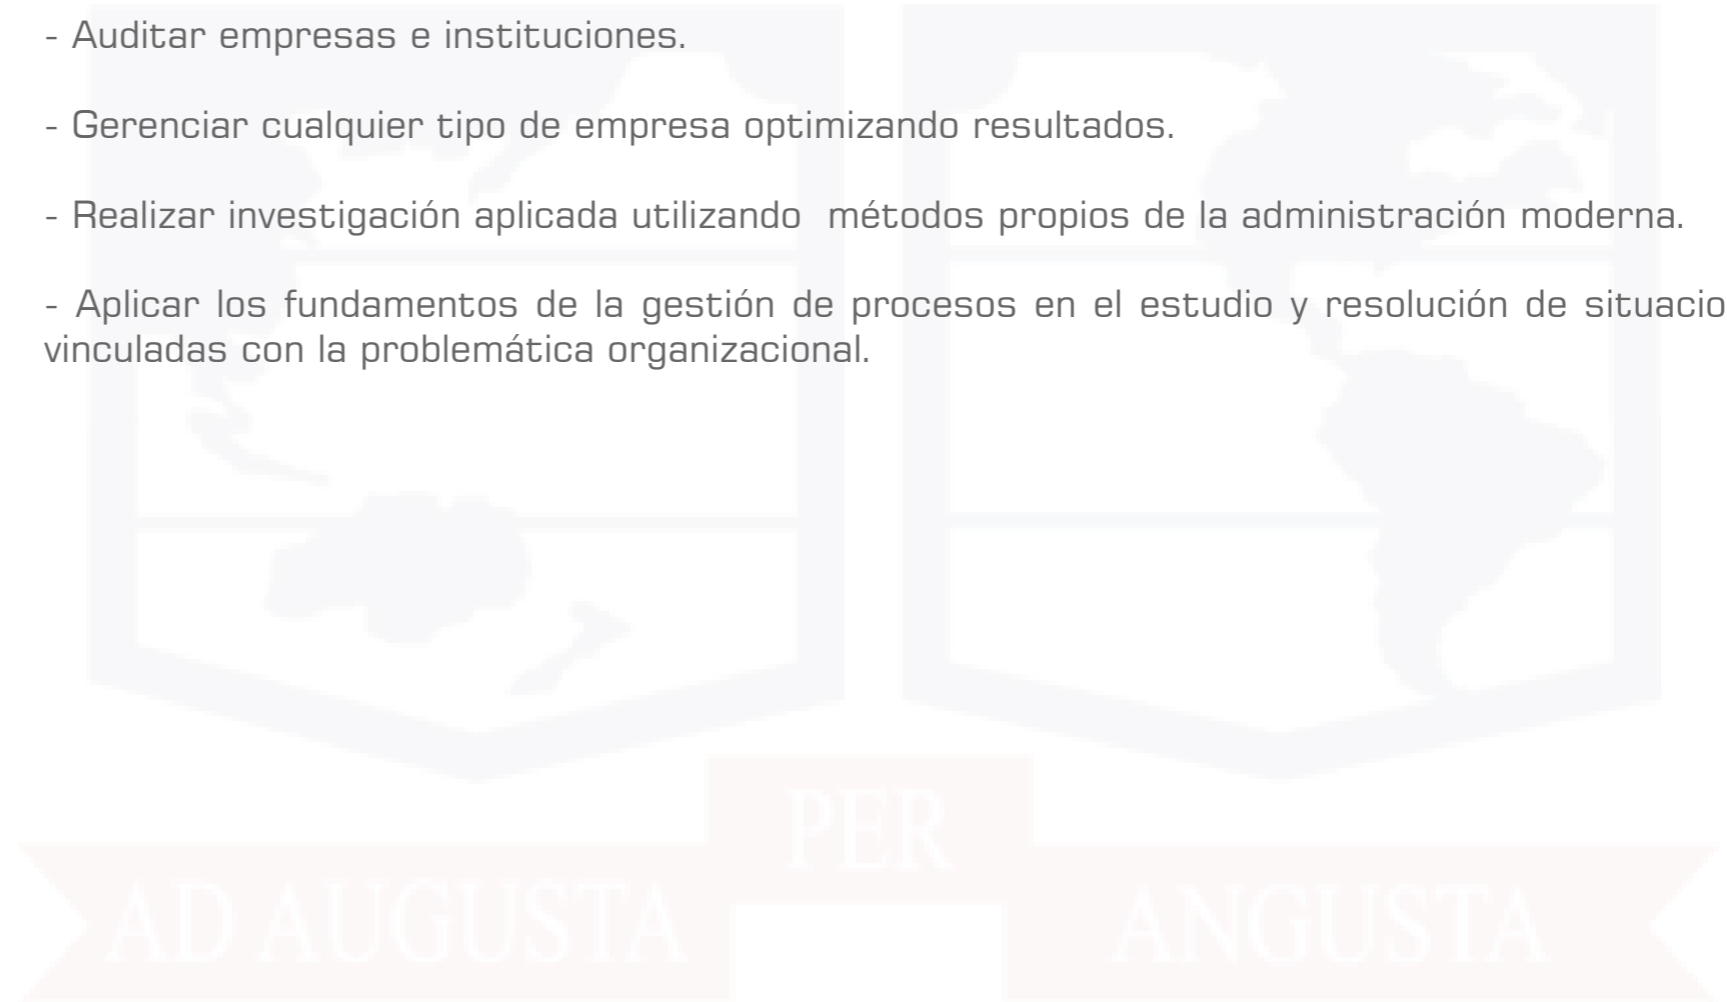 - Auditar empresas e instituciones.
- Gerenciar cualquier tipo de empresa optimizando resultados.
- Realizar investigación aplicada utilizando  métodos propios de la administración moderna.
- Aplicar los fundamentos de la gestión de procesos en el estudio y resolución de situacio
vinculadas con la problemática organizacional.
PER
AD AUGUSTA ANGUSTA